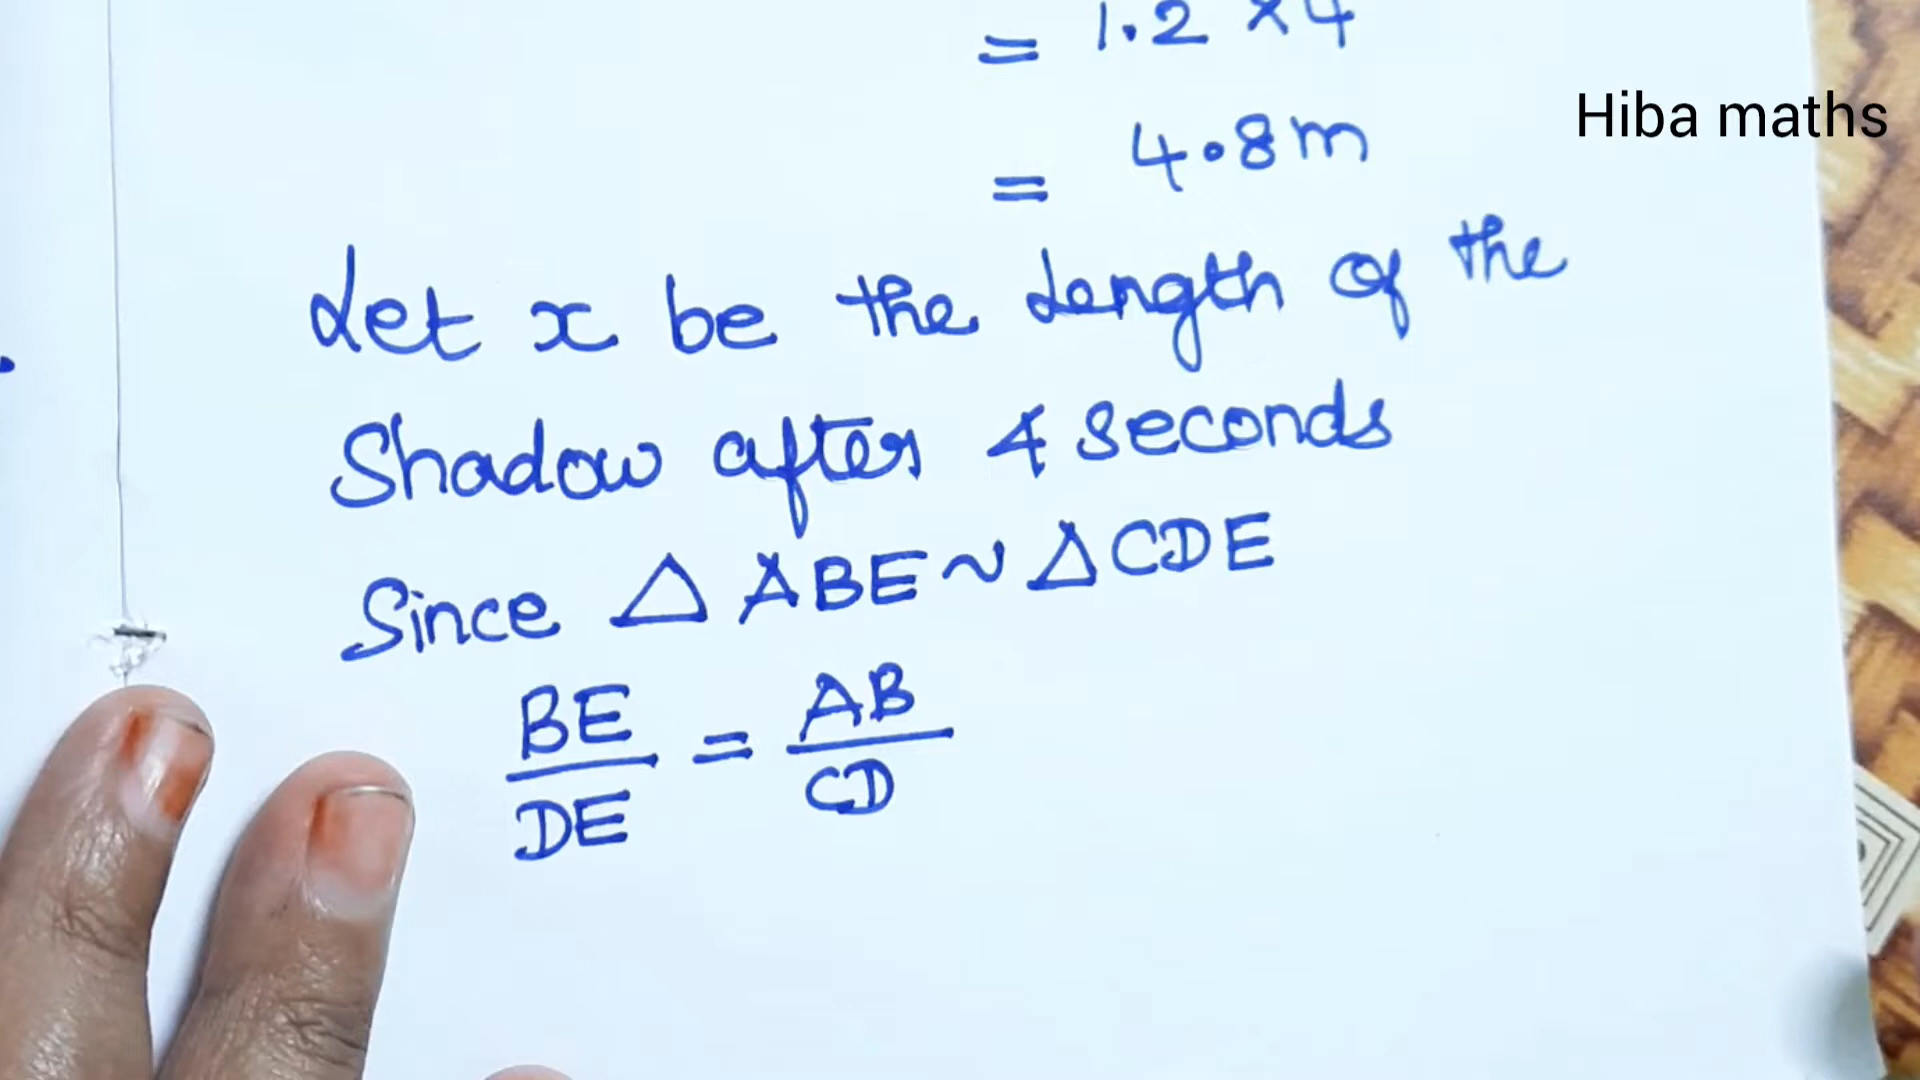 = 1.2 × 4
Hiba maths
= 4.8m
Let x be the Length of the
Shadow after 4 seconds
Since △ ABE ~ △ CDE
BE/DE = AB/CD